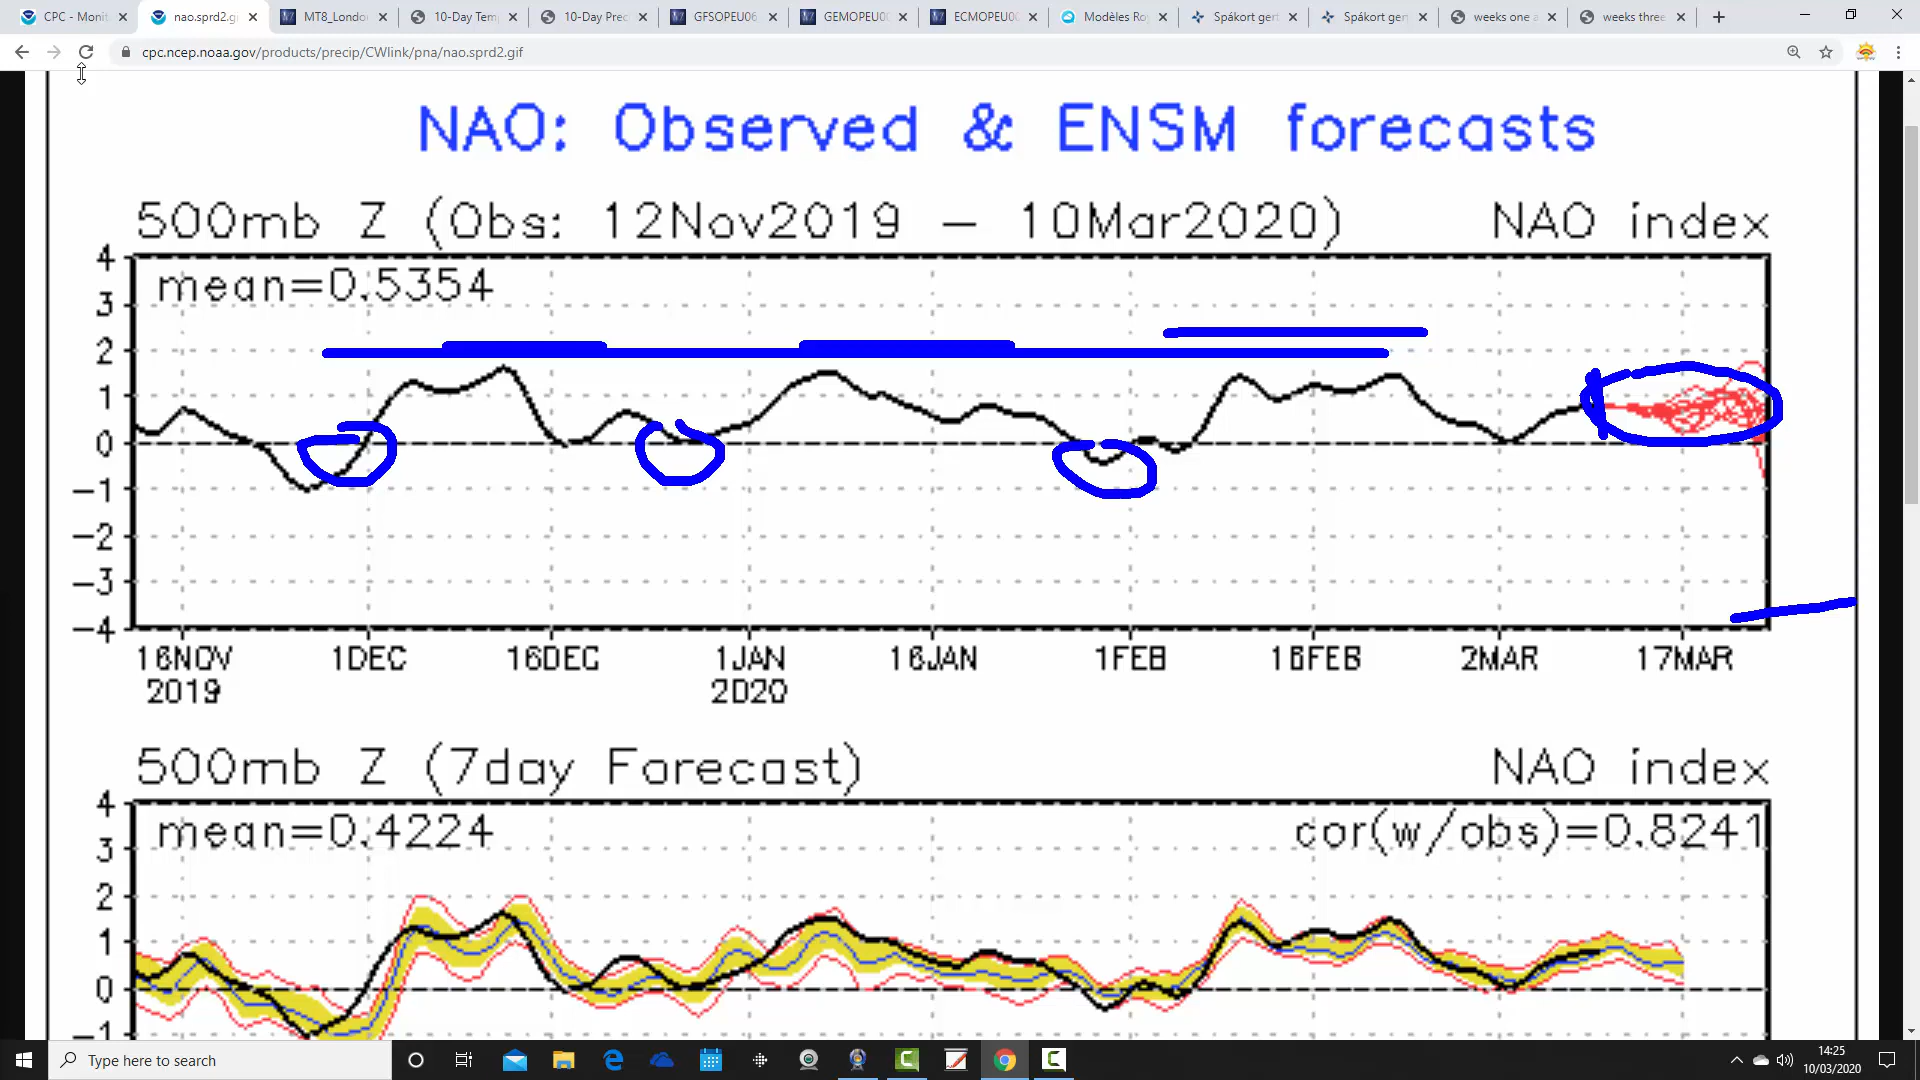 CPC - Monit
nao.sprd2.gi
MT8_Londo
10-Day Tem
10-Day Prec
GFSOPEU06
GEMOPEU0
ECMOPEU0
Modèles Ro
Spákort gert
Spákort ger
weeks one a
weeks three
cpc.ncep.noaa.gov/products/precip/CWlink/pna/nao.sprd2.gif
NAO: Observed & ENSM forecasts
500mb Z (Obs: 12Nov2019 – 10Mar2020) NAO index
mean=0.5354
4
3
2
1
0
-1
-2
-3
-4
16NOV 1DEC 16DEC 1JAN 16JAN 1FEB 16FEB 2MAR 17MAR
2019 2020
500mb Z (7day Forecast) NAO index
mean=0.4224 cor(w/obs)=0.8241
4
3
2
1
0
-1
Type here to search
14:25
10/03/2020